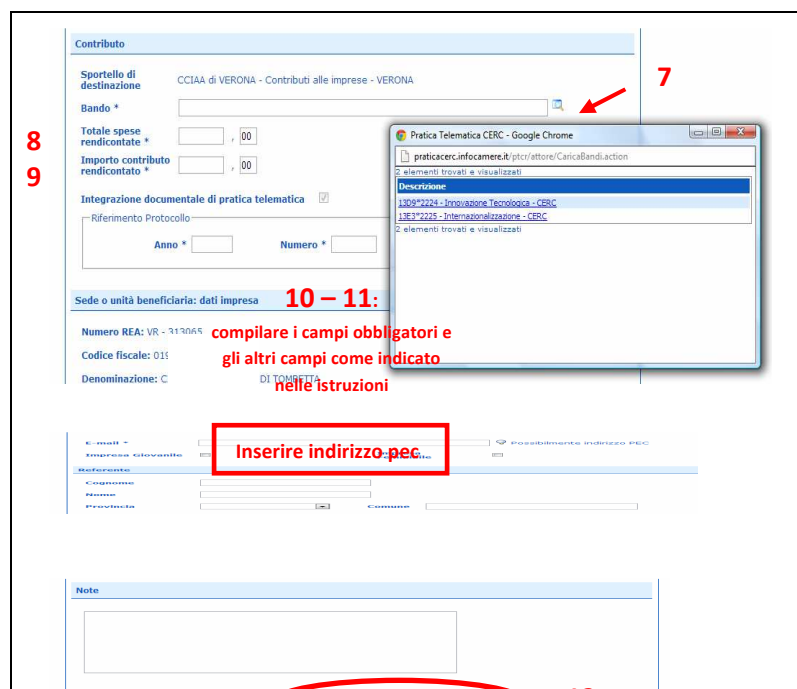 Contributo
Sportello di destinazione
CCIAA di VERONA - Contributi alle imprese - VERONA
7
Bando *
8
Totale spese rendicontate *
, 00
9
Importo contributo rendicontato *
, 00
Integrazione documentale di pratica telematica
Riferimento Protocollo
Anno *
Numero *
Pratica Telematica CERC - Google Chrome
praticacerc.infocamere.it/ptcr/attore/CaricaBandi.action
2 elementi trovati e visualizzati
Descrizione
13D9°2224 - Innovazione Tecnologica - CERC
13E3°2225 - Internazionalizzazione - CERC
2 elementi trovati e visualizzati
Sede o unità beneficiaria: dati impresa
10 – 11:
compilare i campi obbligatori e
gli altri campi come indicato
nelle istruzioni
Numero REA: VR - 313065
Codice fiscale: 019
Denominazione: C
DI TOMBETTA
E-mail *
Possibilmente indirizzo PEC
Inserire indirizzo pec
Impresa Giovanile
Referente
Cognome
Nome
Provincia
Comune
Note